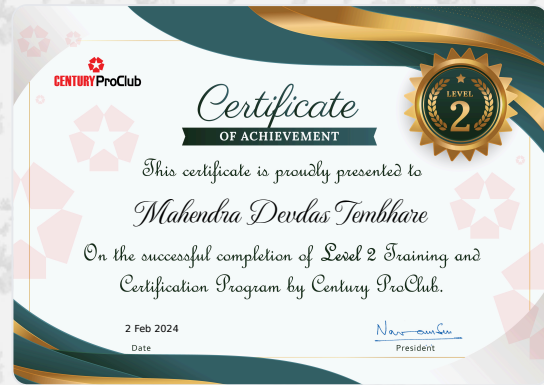 CENTURY ProClub
Certificate
OF ACHIEVEMENT
LEVEL
2
This certificate is proudly presented to
Mahendra Devdas Tembhare
On the successful completion of Level 2 Training and
Certification Program by Century ProClub.
2 Feb 2024
Date
President